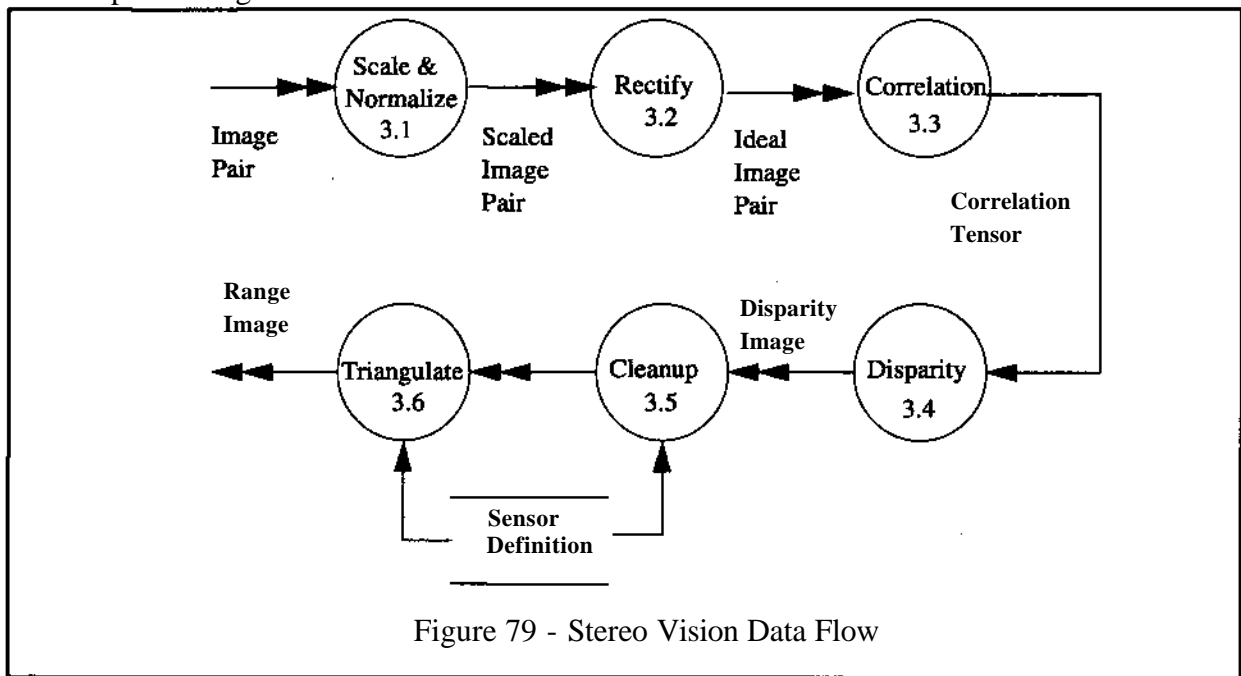 Scale &
Normalize
3.1
Rectify
3.2
Correlation
3.3
Image
Pair
Scaled
Image
Pair
Ideal
Image
Pair
Correlation
Tensor
Range
Image
Disparity
Image
Triangulate
3.6
Cleanup
3.5
Disparity
3.4
Sensor
Definition
Figure 79 - Stereo Vision Data Flow